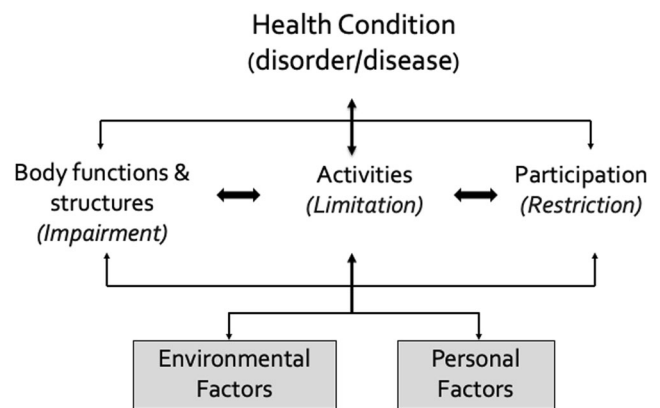 Health Condition
(disorder/disease)
Body functions &
structures
(Impairment)
Activities
(Limitation)
Participation
(Restriction)
Environmental
Factors
Personal
Factors